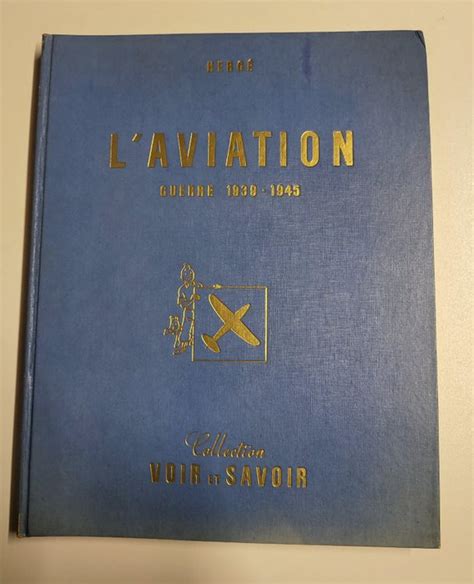 HERGÉ
L'AVIATION
GUERRE 1939-1945
Collection
VOIR ET SAVOIR